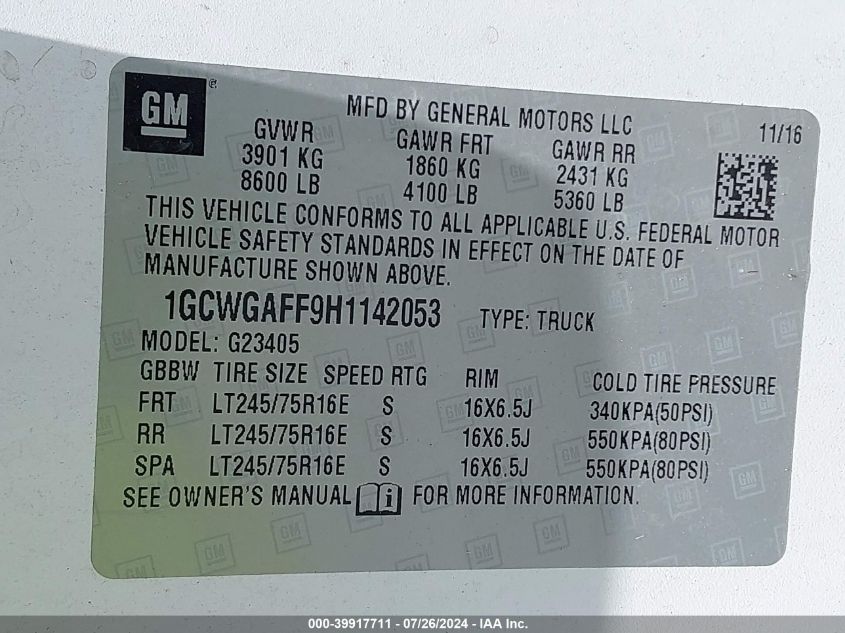 GM ®
MFD BY GENERAL MOTORS LLC
11/16
GVWR GAWR FRT GAWR RR
3901 KG 1860 KG 2431 KG
8600 LB 4100 LB 5360 LB
THIS VEHICLE CONFORMS TO ALL APPLICABLE U.S. FEDERAL MOTOR
VEHICLE SAFETY STANDARDS IN EFFECT ON THE DATE OF
MANUFACTURE SHOWN ABOVE.
1GCWGAFF9H1142053 TYPE: TRUCK
MODEL: G23405
GBBW TIRE SIZE SPEED RTG RIM COLD TIRE PRESSURE
FRT LT245/75R16E S 16X6.5J 340KPA(50PSI)
RR LT245/75R16E S 16X6.5J 550KPA(80PSI)
SPA LT245/75R16E S 16X6.5J 550KPA(80PSI)
SEE OWNER'S MANUAL i FOR MORE INFORMATION.
000-39917711 - 07/26/2024 - IAA Inc.